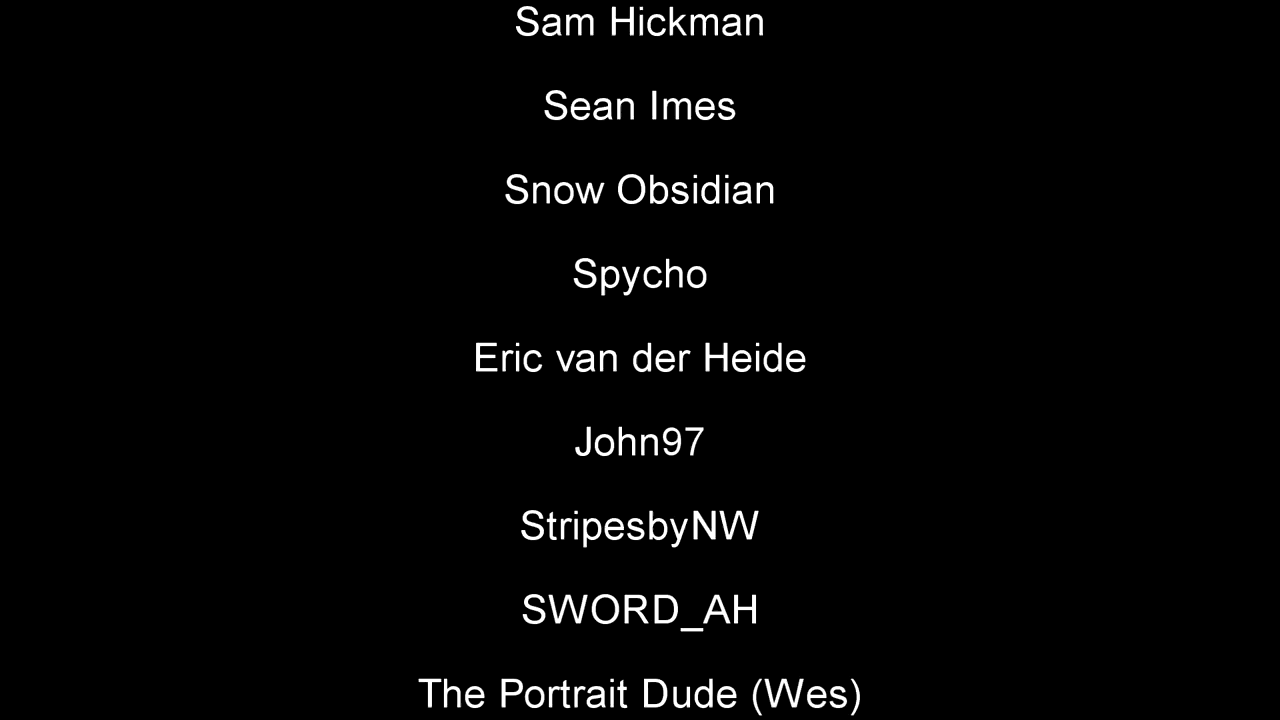 Sam Hickman
Sean Imes
Snow Obsidian
Spycho
Eric van der Heide
John97
StripesbyNW
SWORD_AH
The Portrait Dude (Wes)